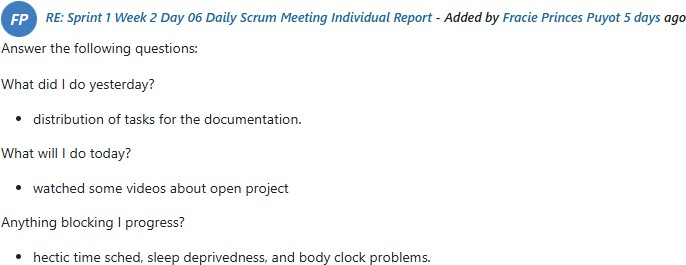 FP RE: Sprint 1 Week 2 Day 06 Daily Scrum Meeting Individual Report - Added by Fracie Princes Puyot 5 days ago
Answer the following questions:
What did I do yesterday?
• distribution of tasks for the documentation.
What will I do today?
• watched some videos about open project
Anything blocking I progress?
• hectic time sched, sleep deprivedness, and body clock problems.